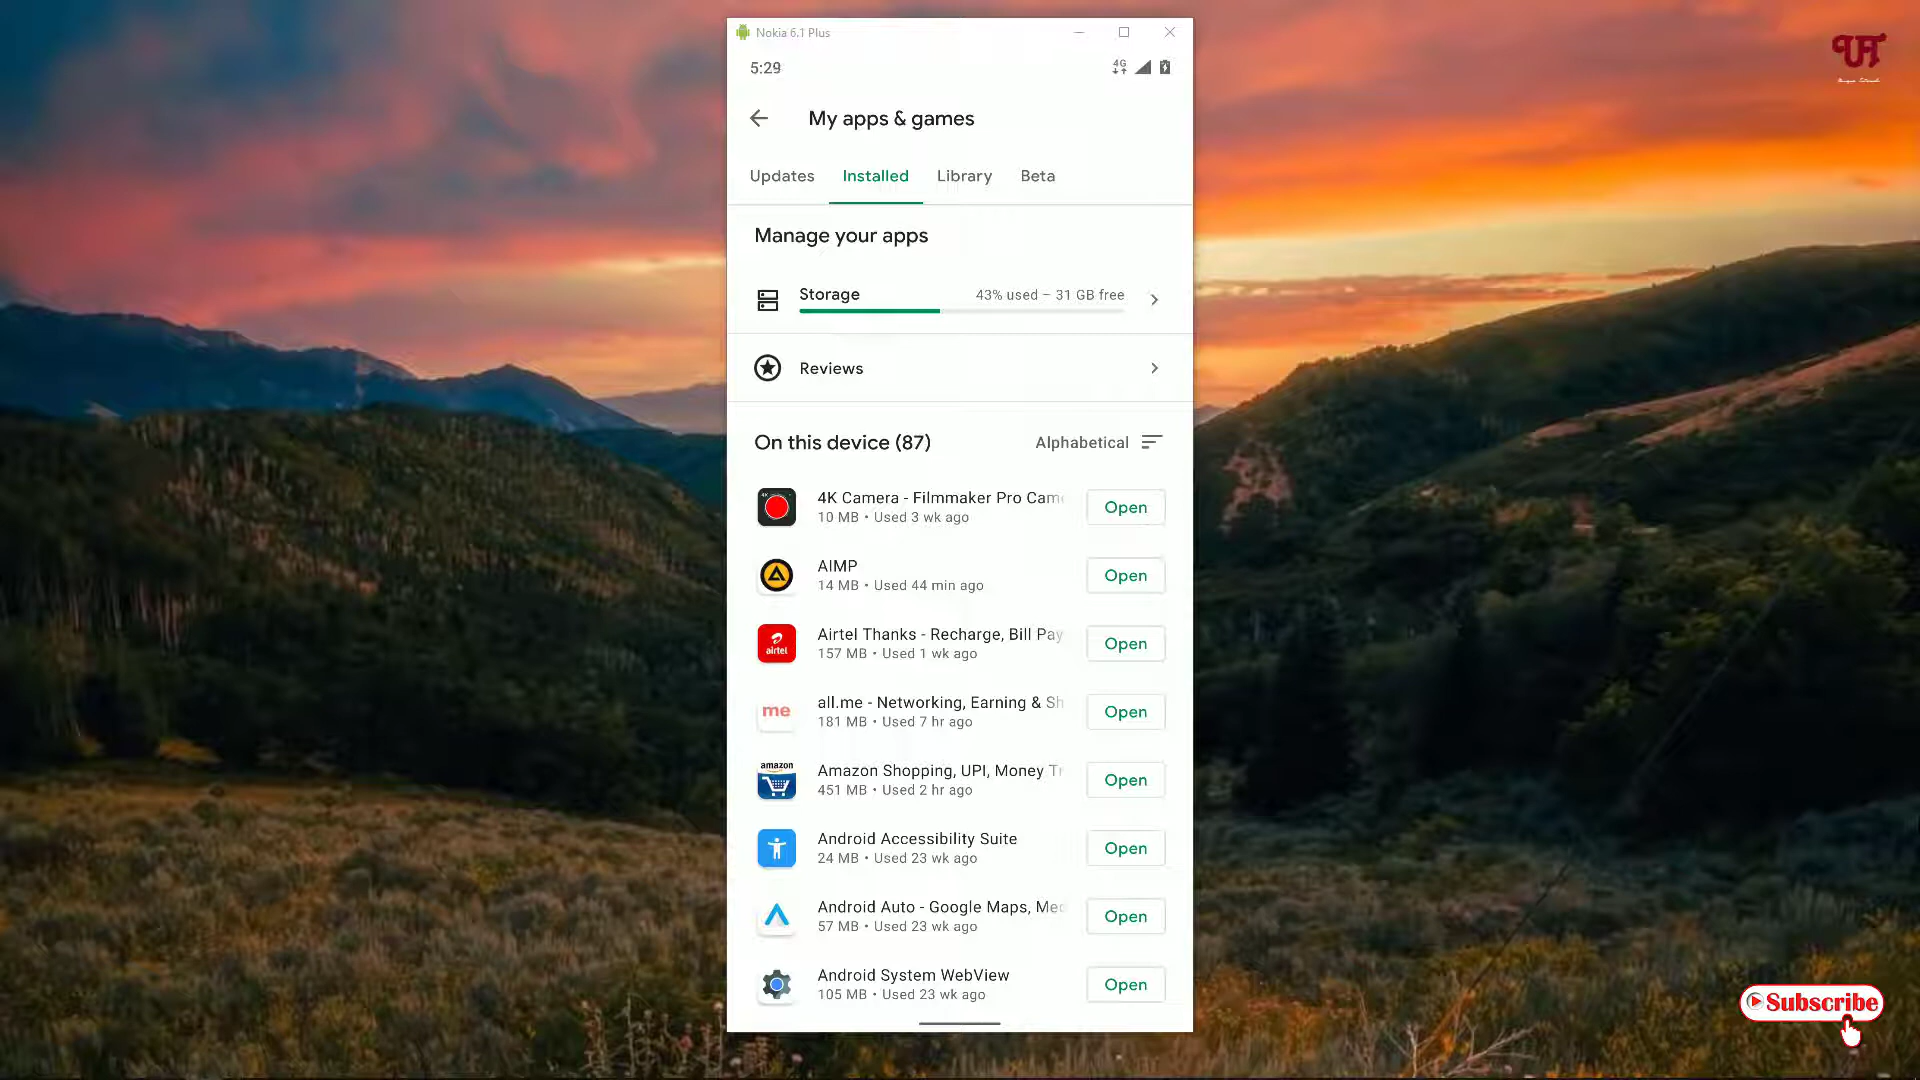 Nokia 6.1 Plus
5:29
4G
My apps & games
Updates Installed Library Beta
Manage your apps
Storage 43% used – 31 GB free
Reviews
On this device (87) Alphabetical
4K Camera - Filmmaker Pro Came
10 MB • Used 3 wk ago
Open
AIMP
14 MB • Used 44 min ago
Open
airtel
Airtel Thanks - Recharge, Bill Pay
157 MB • Used 1 wk ago
Open
me
all.me - Networking, Earning & Sh
181 MB • Used 7 hr ago
Open
amazon
Amazon Shopping, UPI, Money Tr
451 MB • Used 2 hr ago
Open
Android Accessibility Suite
24 MB • Used 23 wk ago
Open
Android Auto - Google Maps, Med
57 MB • Used 23 wk ago
Open
Android System WebView
105 MB • Used 23 wk ago
Open
Subscribe